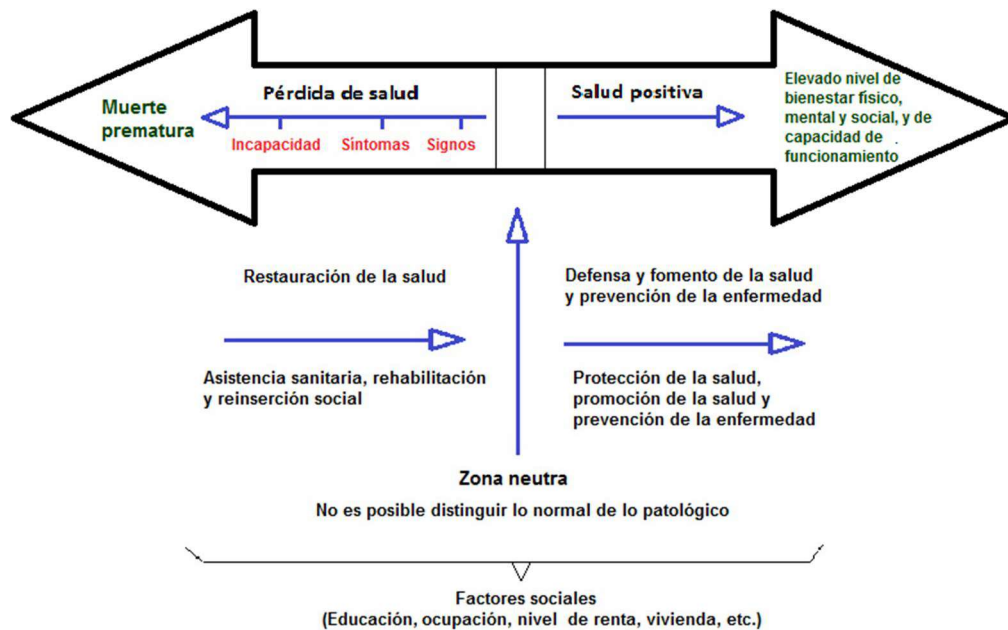 Muerte
prematura
Pérdida de salud
Incapacidad
Síntomas
Signos
Salud positiva
Elevado nivel de
bienestar físico,
mental y social, y de
capacidad de .
funcionamiento
Restauración de la salud
Asistencia sanitaria, rehabilitación
y reinserción social
Defensa y fomento de la salud
y prevención de la enfermedad
Protección de la salud,
promoción de la salud y
prevención de la enfermedad
Zona neutra
No es posible distinguir lo normal de lo patológico
Factores sociales
(Educación, ocupación, nivel de renta, vivienda, etc.)